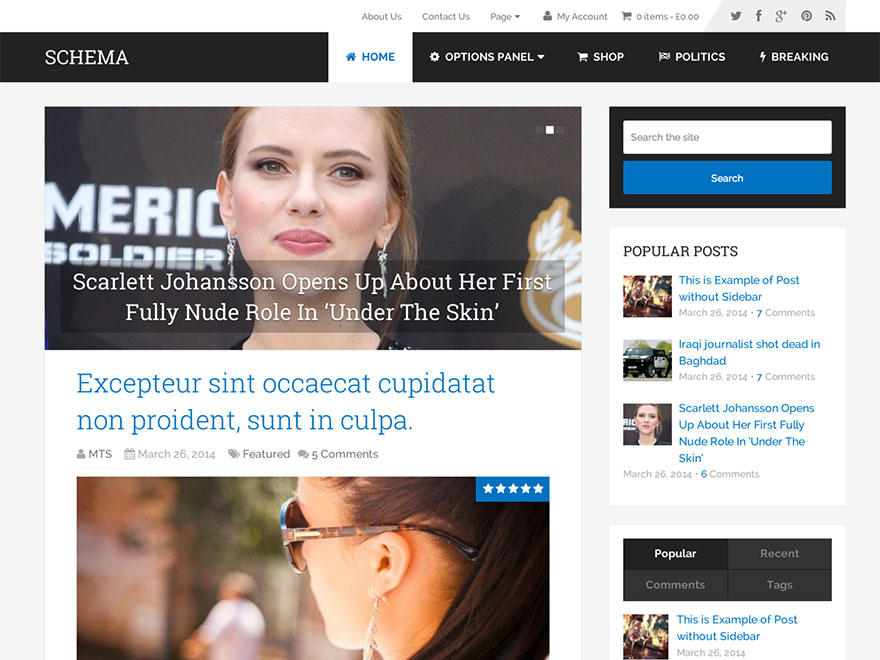 About Us Contact Us Page My Account 0 items - £0.00
SCHEMA
HOME OPTIONS PANEL SHOP POLITICS BREAKING
MERIC
SOLDIER
Scarlett Johansson Opens Up About Her First
Fully Nude Role In ‘Under The Skin’
Excepteur sint occaecat cupidatat
non proident, sunt in culpa.
MTS March 26, 2014 Featured 5 Comments
Search the site
Search
POPULAR POSTS
This is Example of Post
without Sidebar
March 26, 2014 • 7 Comments
Iraqi journalist shot dead in
Baghdad
March 26, 2014 • 7 Comments
Scarlett Johansson Opens
Up About Her First Fully
Nude Role In ‘Under The
Skin’
March 26, 2014 • 6 Comments
Popular Recent
Comments Tags
This is Example of Post
without Sidebar
March 26, 2014